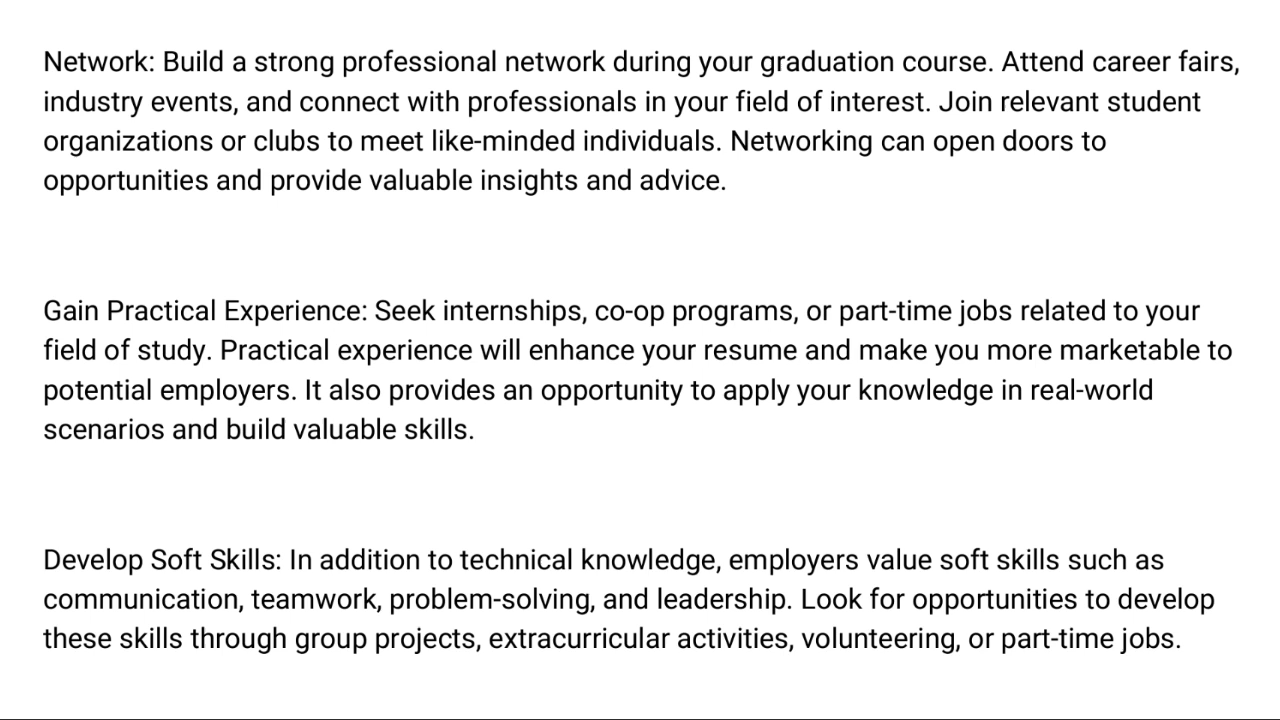 Network: Build a strong professional network during your graduation course. Attend career fairs,
industry events, and connect with professionals in your field of interest. Join relevant student
organizations or clubs to meet like-minded individuals. Networking can open doors to
opportunities and provide valuable insights and advice.
Gain Practical Experience: Seek internships, co-op programs, or part-time jobs related to your
field of study. Practical experience will enhance your resume and make you more marketable to
potential employers. It also provides an opportunity to apply your knowledge in real-world
scenarios and build valuable skills.
Develop Soft Skills: In addition to technical knowledge, employers value soft skills such as
communication, teamwork, problem-solving, and leadership. Look for opportunities to develop
these skills through group projects, extracurricular activities, volunteering, or part-time jobs.